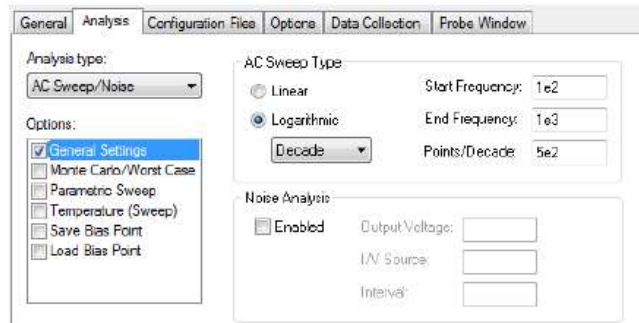 General Analysis Configuration Files Options Data Collection Probe Window
Analysis type:
AC Sweep/Noise
Options:
General Settings
Monte Carlo/Worst Case
Parametric Sweep
Temperature (Sweep)
Save Bias Point
Load Bias Point
AC Sweep Type
Linear
Logarithmic
Decade
Start Frequency: 1e2
End Frequency: 1e3
Points/Decade: 5e2
Noise Analysis
Enabled
Output Voltage:
I/V Source:
Interval: